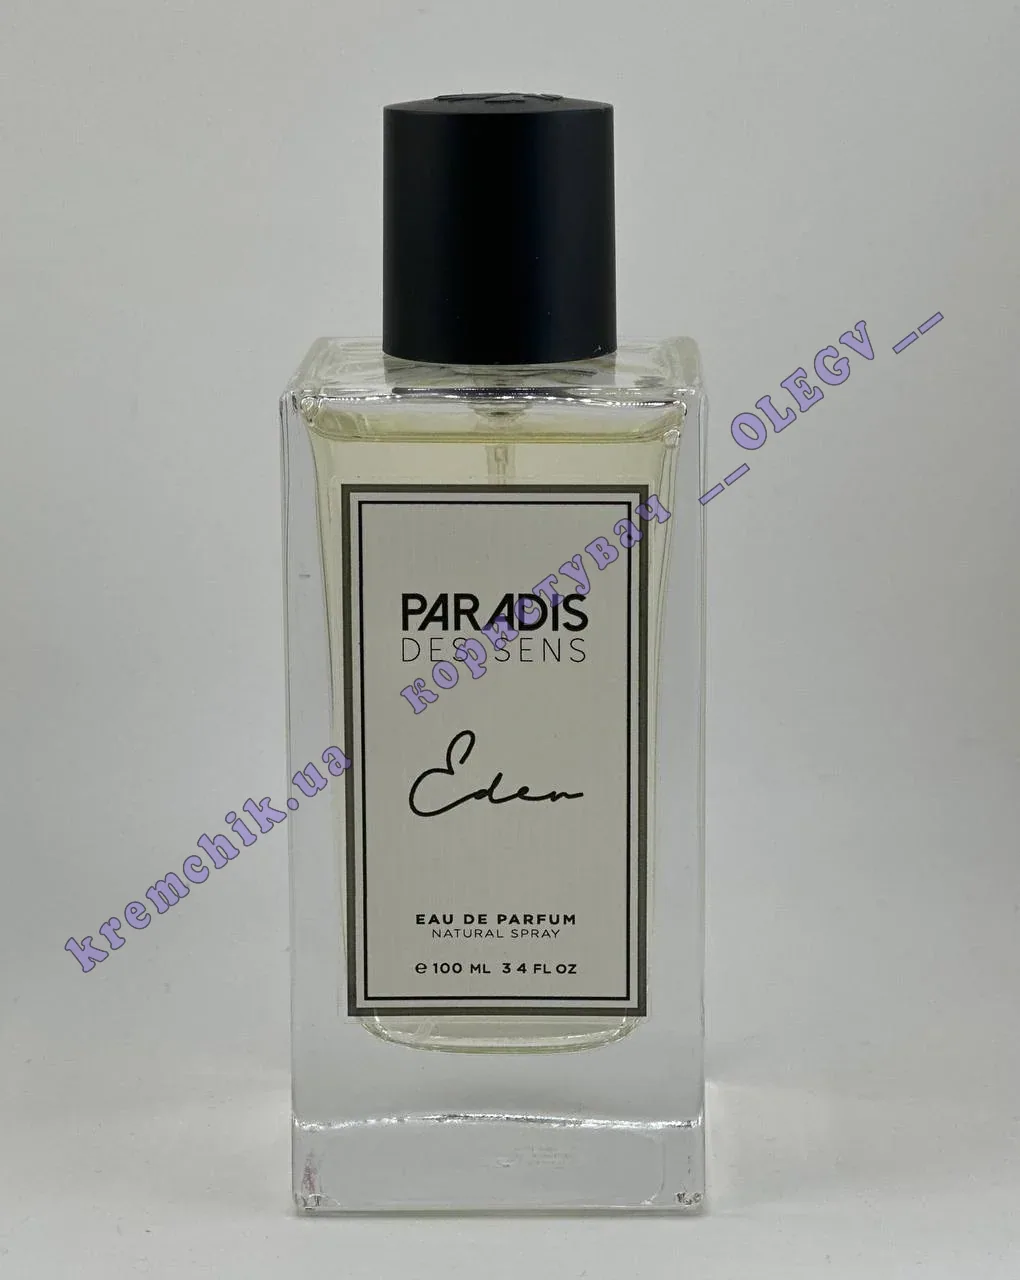 PARADIS
DES SENS
Eden
EAU DE PARFUM
NATURAL SPRAY
e 100 ML 3 4 FL OZ
kremchik.ua користувач __OLEGV__